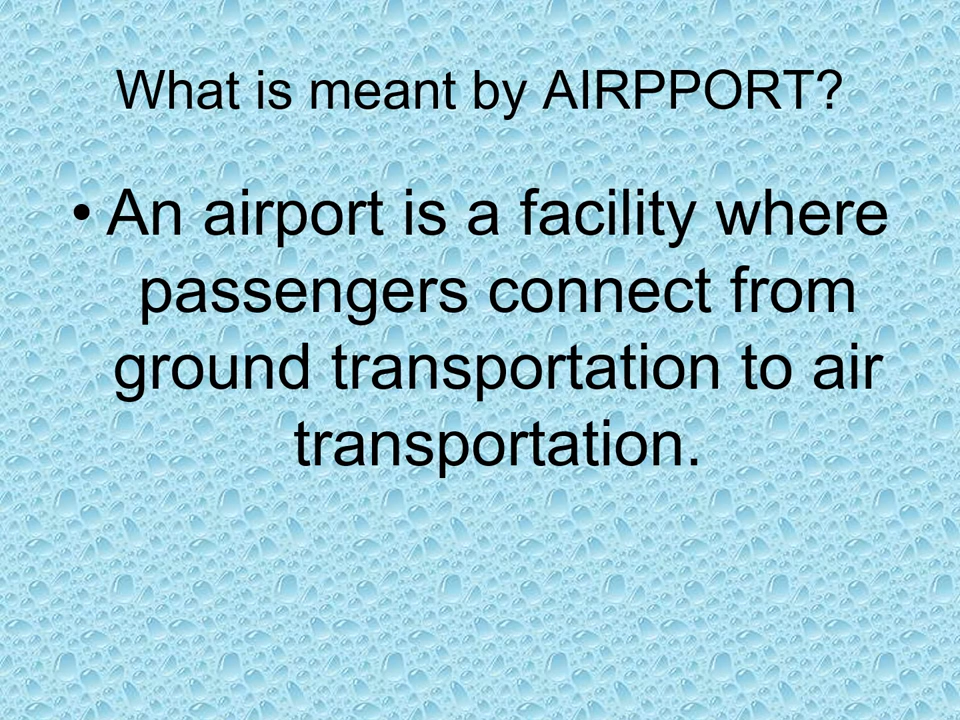 What is meant by AIRPPORT?
• An airport is a facility where
passengers connect from
ground transportation to air
transportation.